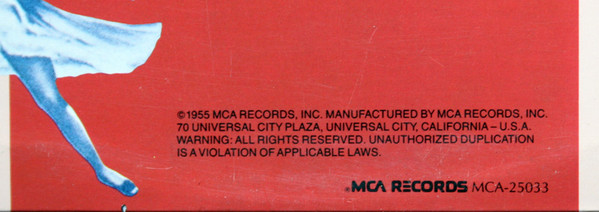 ©1955 MCA RECORDS, INC. MANUFACTURED BY MCA RECORDS, INC.
70 UNIVERSAL CITY PLAZA, UNIVERSAL CITY, CALIFORNIA – U.S.A.
WARNING: ALL RIGHTS RESERVED. UNAUTHORIZED DUPLICATION
IS A VIOLATION OF APPLICABLE LAWS.
MCA RECORDS MCA-25033